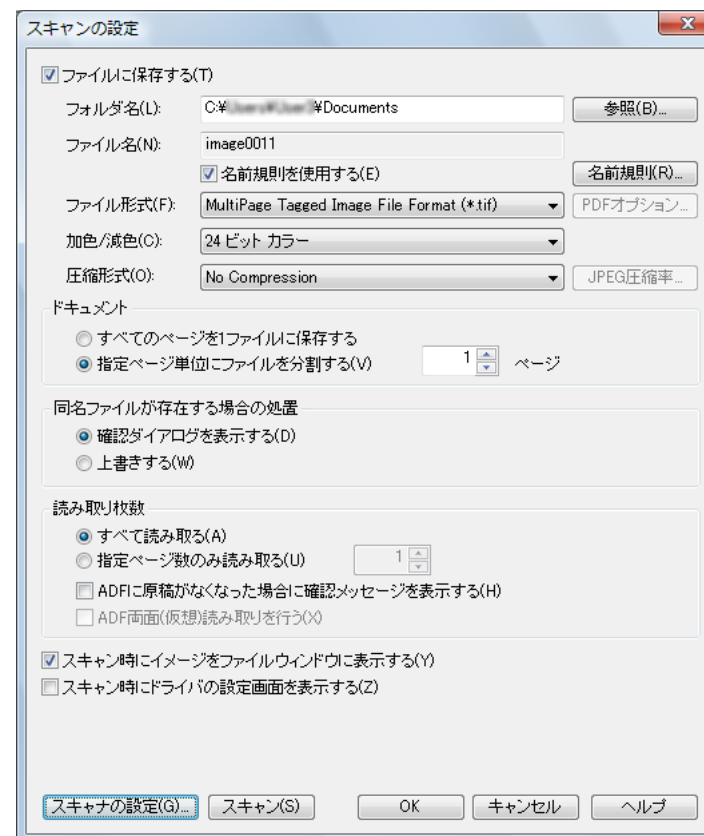 スキャンの設定
ファイルに保存する(T)
フォルダ名(L): C:¥ ¥Documents 参照(B)...
ファイル名(N): image0011
名前規則を使用する(E) 名前規則(R)...
ファイル形式(F): MultiPage Tagged Image File Format (*.tif) PDFオプション...
加色/減色(C): 24 ビット カラー
圧縮形式(O): No Compression JPEG圧縮率...
ドキュメント
すべてのページを1ファイルに保存する
指定ページ単位にファイルを分割する(V) 1 ページ
同名ファイルが存在する場合の処置
確認ダイアログを表示する(D)
上書きする(W)
読み取り枚数
すべて読み取る(A)
指定ページ数のみ読み取る(U) 1
ADFに原稿がなくなった場合に確認メッセージを表示する(H)
ADF両面(仮想)読み取りを行う(X)
スキャン時にイメージをファイルウィンドウに表示する(Y)
スキャン時にドライバの設定画面を表示する(Z)
スキャナの設定(G)... スキャン(S) OK キャンセル ヘルプ